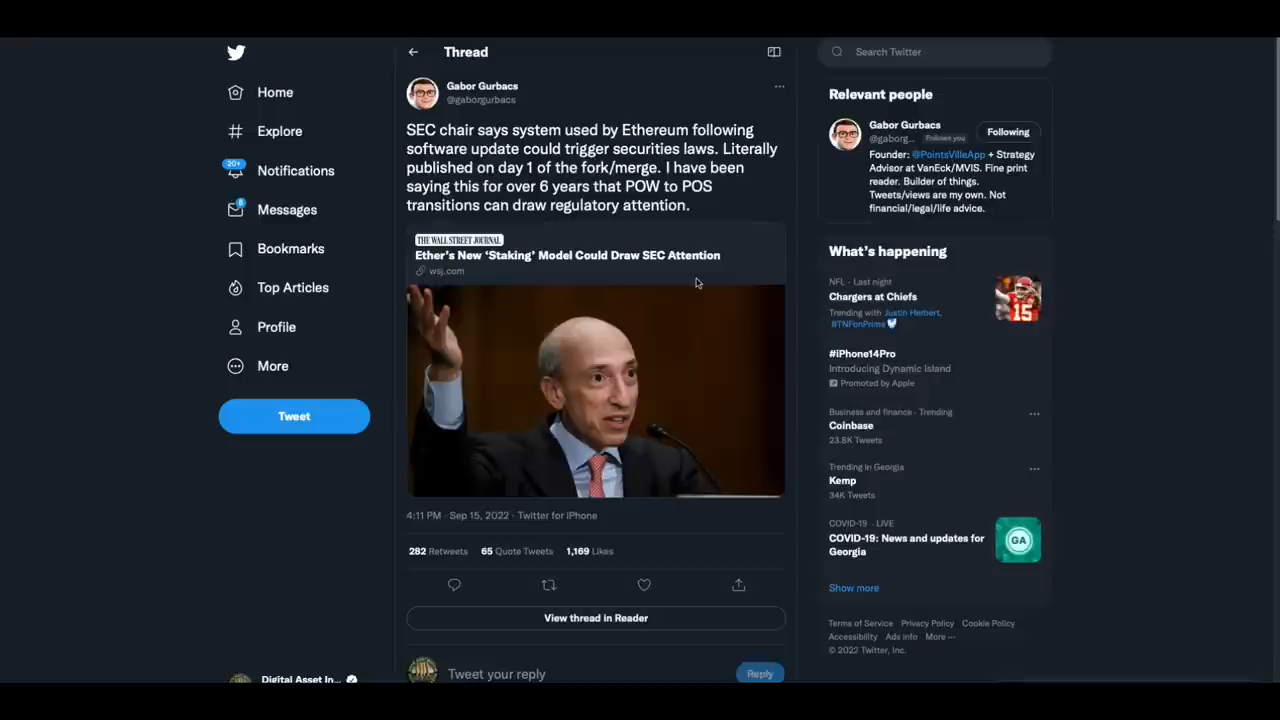 Home
Explore
20+
Notifications
6
Messages
Bookmarks
Top Articles
Profile
More
Tweet
Digital Asset In...
Thread
Gabor Gurbacs
@gaborgurbacs
SEC chair says system used by Ethereum following
software update could trigger securities laws. Literally
published on day 1 of the fork/merge. I have been
saying this for over 6 years that POW to POS
transitions can draw regulatory attention.
THE WALL STREET JOURNAL
Ether's New 'Staking' Model Could Draw SEC Attention
wsj.com
4:11 PM · Sep 15, 2022 · Twitter for iPhone
282 Retweets 65 Quote Tweets 1,169 Likes
View thread in Reader
Tweet your reply
Reply
Search Twitter
Relevant people
Gabor Gurbacs
@gaborg... Follows you
Following
Founder: @PointsVilleApp + Strategy
Advisor at VanEck/MVIS. Fine print
reader. Builder of things.
Tweets/views are my own. Not
financial/legal/life advice.
What's happening
NFL · Last night
Chargers at Chiefs
Trending with Justin Herbert,
#TNFonPrime
15
#iPhone14Pro
Introducing Dynamic Island
Promoted by Apple
Business and finance · Trending
Coinbase
23.8K Tweets
Trending in Georgia
Kemp
34K Tweets
COVID-19 · LIVE
COVID-19: News and updates for
Georgia
GA
Show more
Terms of Service Privacy Policy Cookie Policy
Accessibility Ads info More ...
© 2022 Twitter, Inc.